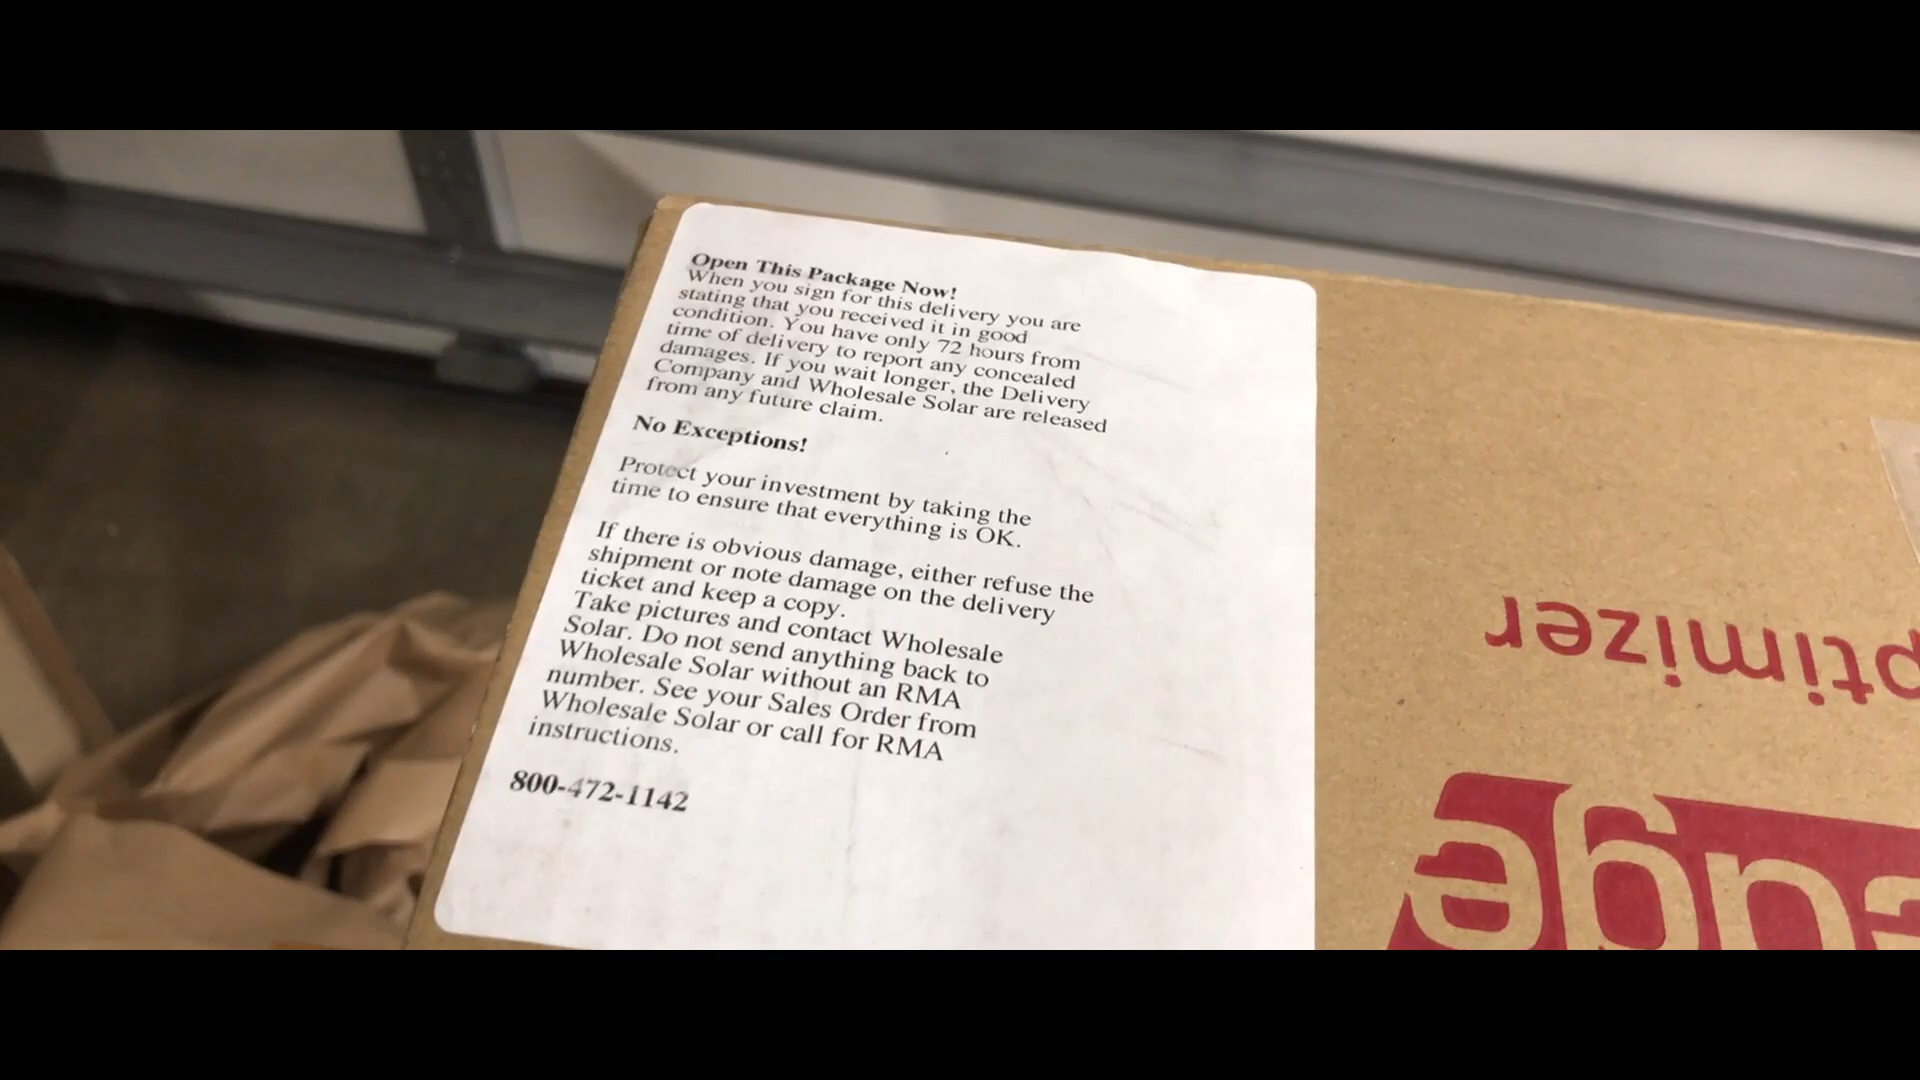 Open This Package Now!
When you sign for this delivery you are
stating that you received it in good
condition. You have only 72 hours from
time of delivery to report any concealed
damages. If you wait longer, the Delivery
Company and Wholesale Solar are released
from any future claim.
No Exceptions!
Protect your investment by taking the
time to ensure that everything is OK.
If there is obvious damage, either refuse the
shipment or note damage on the delivery
ticket and keep a copy.
Take pictures and contact Wholesale
Solar. Do not send anything back to
Wholesale Solar without an RMA
number. See your Sales Order from
Wholesale Solar or call for RMA
instructions.
800-472-1142
ptimizer
edge